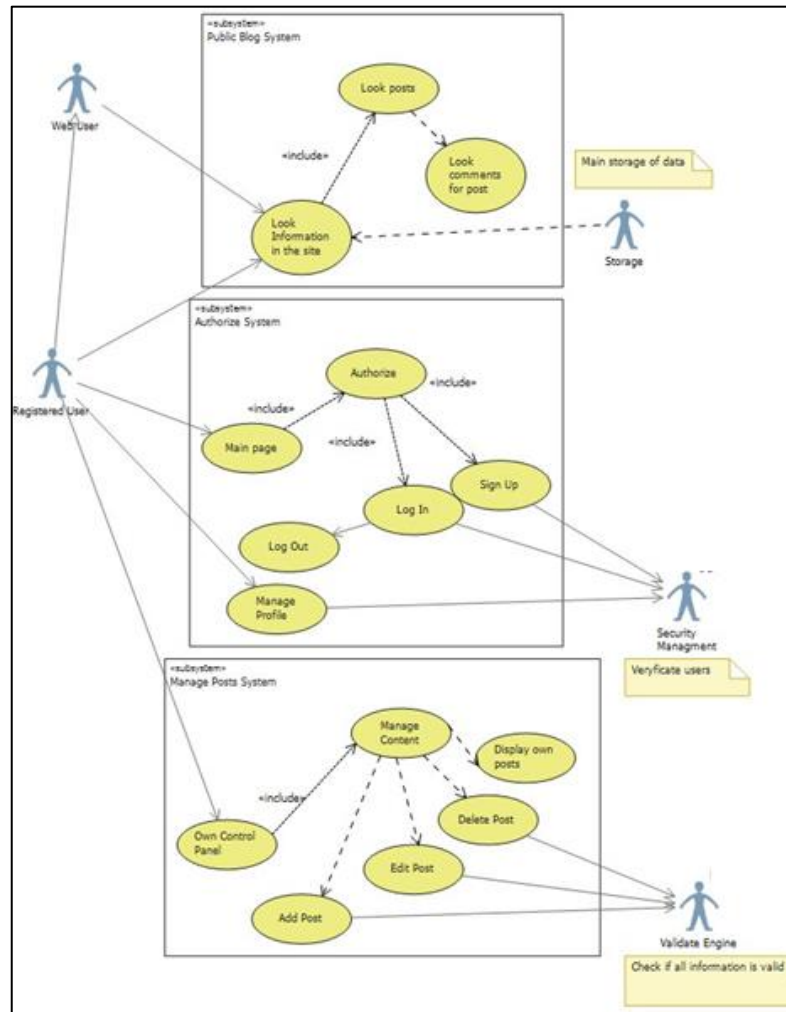 «subsystem»
Public Blog System
Look posts
Web User
«include»
Look
comments
for post
Main storage of data
Look
Information
in the site
Storage
«subsystem»
Authorize System
Authorize
«include»
«include»
Registered User
Main page
«include»
Sign Up
Log In
Log Out
Manage
Profile
Security
Managment
Veryficate users
«subsystem»
Manage Posts System
Manage
Content
Display own
posts
«include»
Delete Post
Own Control
Panel
Edit Post
Add Post
Validate Engine
Check if all information is valid